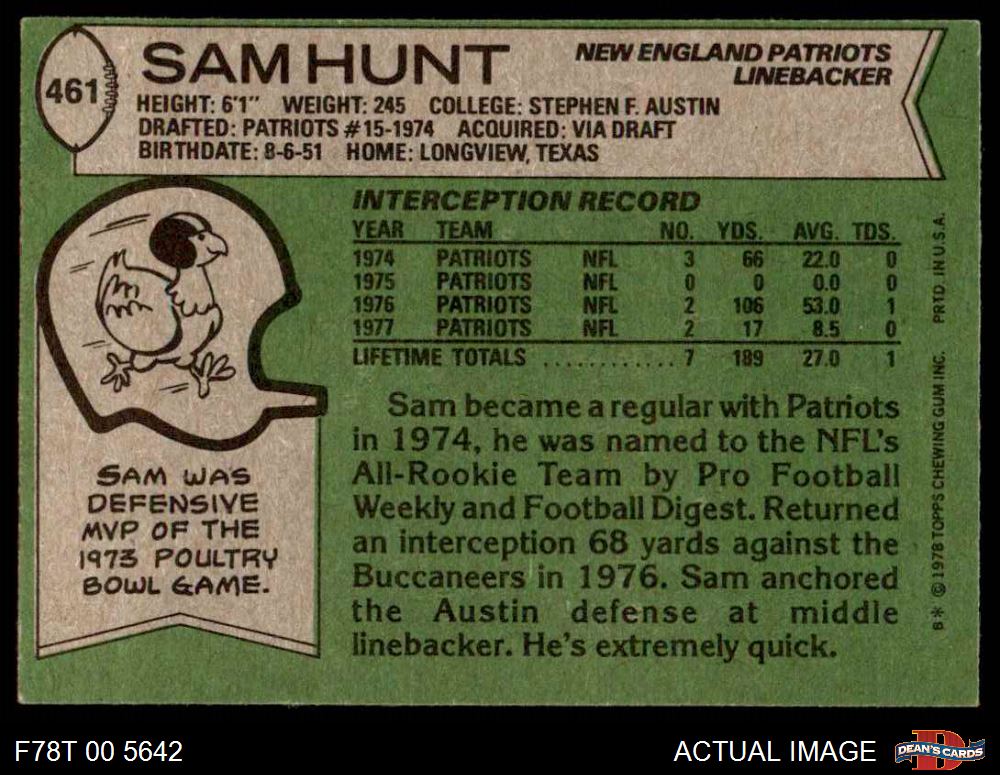 461
SAM HUNT
NEW ENGLAND PATRIOTS
LINEBACKER
HEIGHT: 6'1" WEIGHT: 245 COLLEGE: STEPHEN F. AUSTIN
DRAFTED: PATRIOTS #15-1974 ACQUIRED: VIA DRAFT
BIRTHDATE: 8-6-51 HOME: LONGVIEW, TEXAS
INTERCEPTION RECORD
YEAR TEAM NO. YDS. AVG. TDS.
1974 PATRIOTS NFL 3 66 22.0 0
1975 PATRIOTS NFL 0 0 0.0 0
1976 PATRIOTS NFL 2 106 53.0 1
1977 PATRIOTS NFL 2 17 8.5 0
LIFETIME TOTALS ............. 7 189 27.0 1
Sam became a regular with Patriots
in 1974, he was named to the NFL's
All-Rookie Team by Pro Football
Weekly and Football Digest. Returned
an interception 68 yards against the
Buccaneers in 1976. Sam anchored
the Austin defense at middle
linebacker. He's extremely quick.
SAM WAS
DEFENSIVE
MVP OF THE
1973 POULTRY
BOWL GAME.
B* © 1978 TOPPS CHEWING GUM INC. PRTD. IN U.S.A.
F78T 00 5642
ACTUAL IMAGE
DEAN'S CARDS